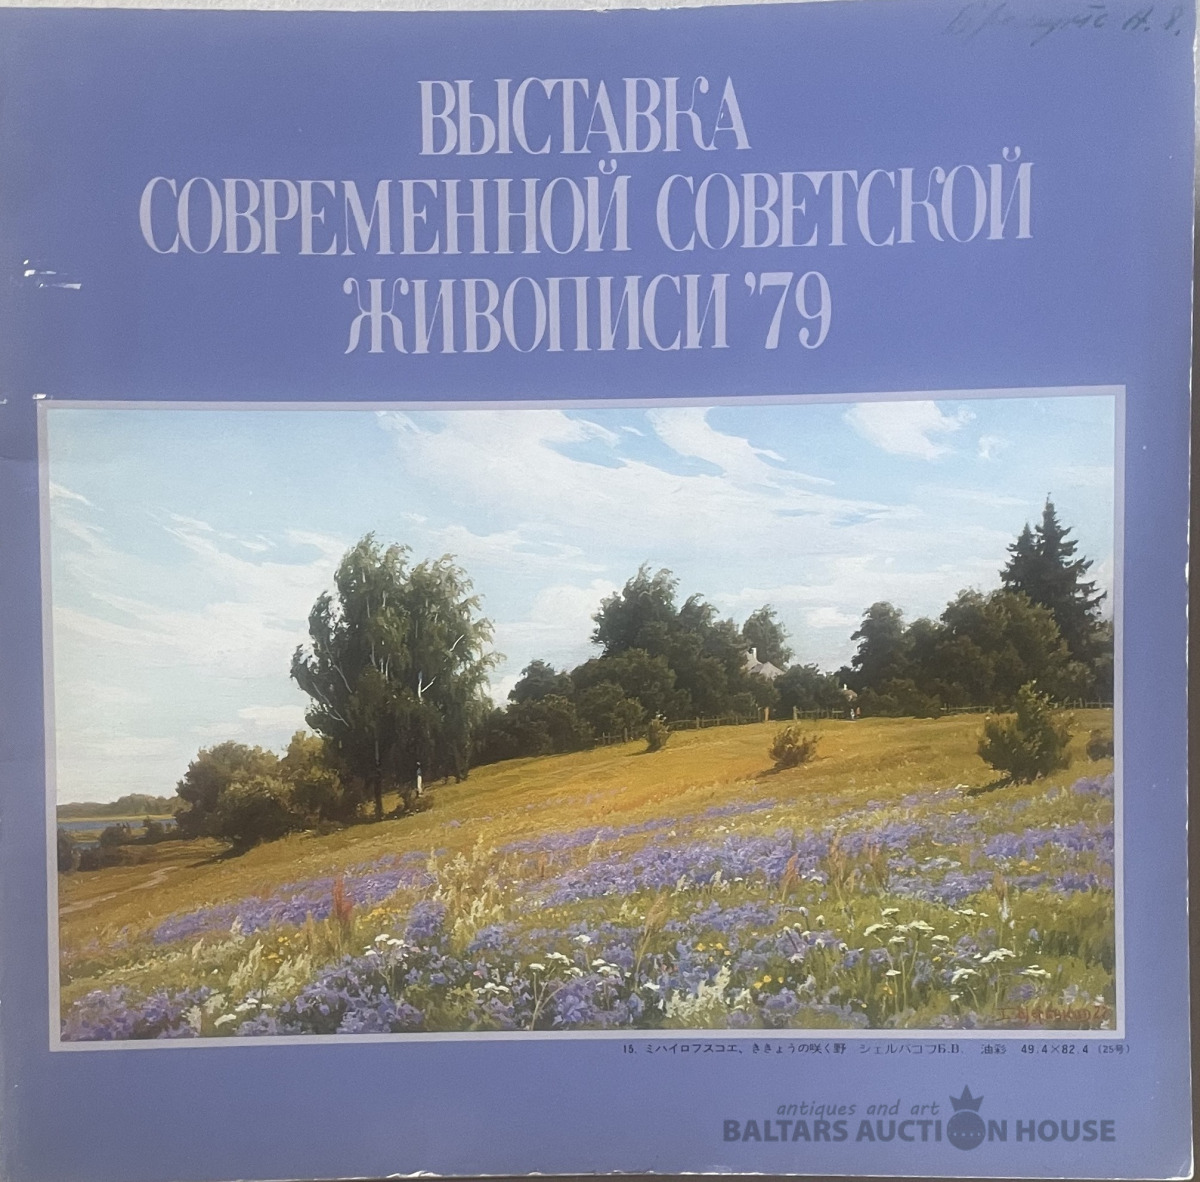 ВЫСТАВКА
СОВРЕМЕННОЙ СОВЕТСКОЙ
ЖИВОПИСИ '79
15. ミハイロフスコエ、ききょうの咲く野 シェルバコフБ.В. 油彩 49.4×82.4 (25号)
antiques and art
BALTARS AUCTION HOUSE